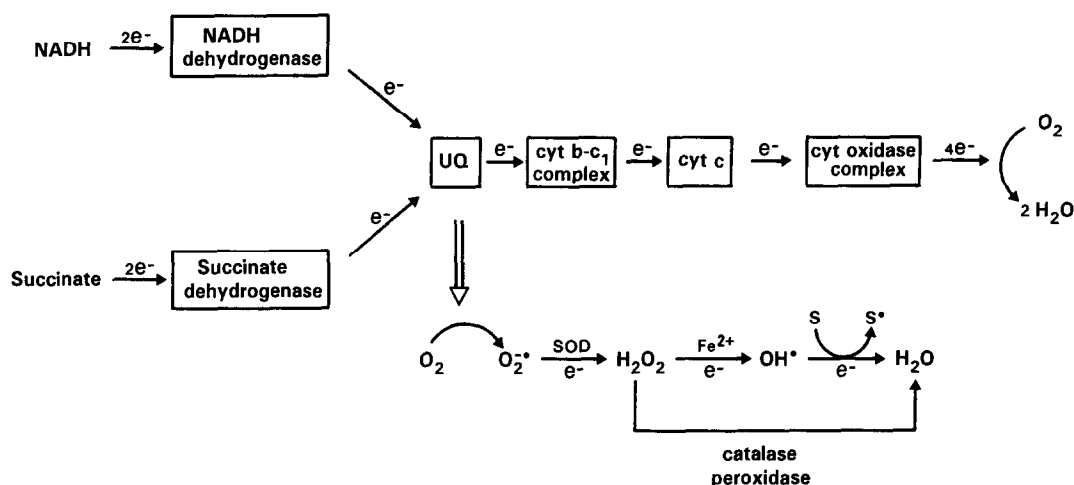 NADH 2e- NADH
dehydrogenase
e-
UQ e- cyt b-c₁
complex e- cyt c e- cyt oxidase
complex 4e- O₂
2 H₂O
e-
Succinate 2e- Succinate
dehydrogenase
O₂ O₂⁻• SOD
e- H₂O₂ Fe²⁺
e- OH• S S•
e- H₂O
catalase
peroxidase